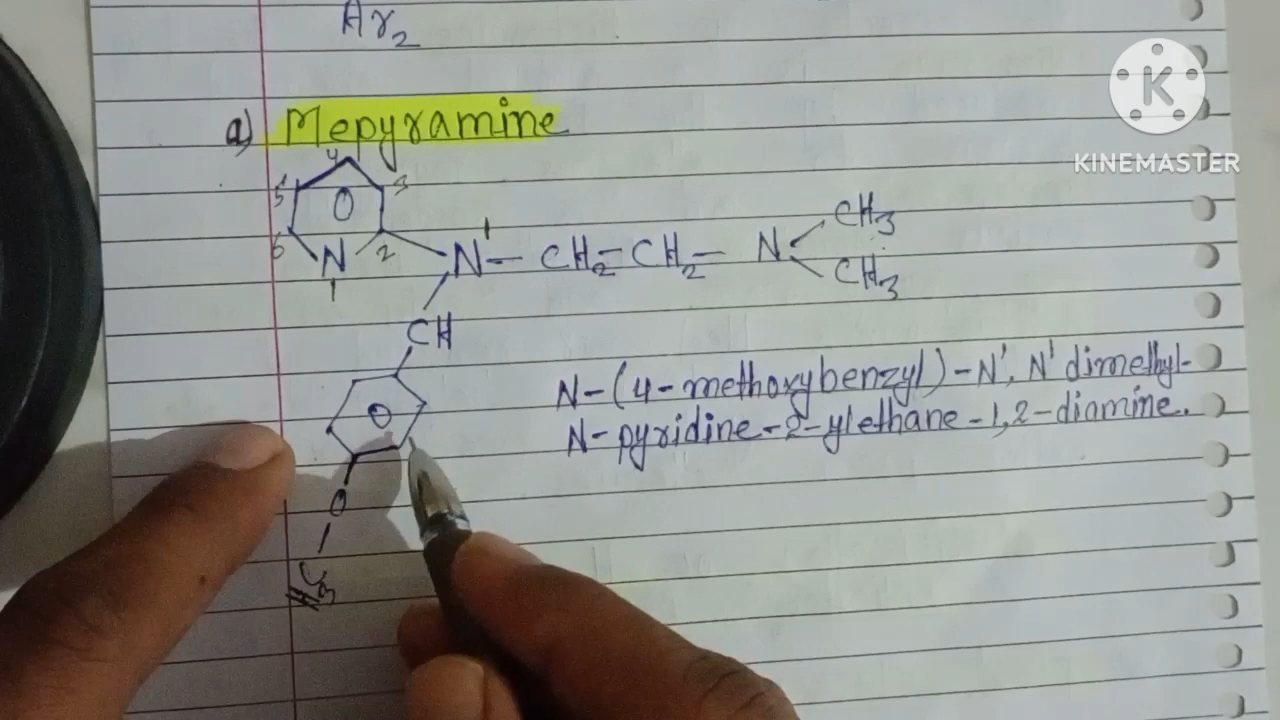 Ar₂
a) Mepyramine
4
5 3
6 N 2 N' - CH₂ - CH₂ - N CH₃
1 CH₃
CH
N-(4-methoxybenzyl)-N', N' dimethyl-
N-pyridine-2-ylethane-1,2-diamine.
O
H₃C
K
KINEMASTER